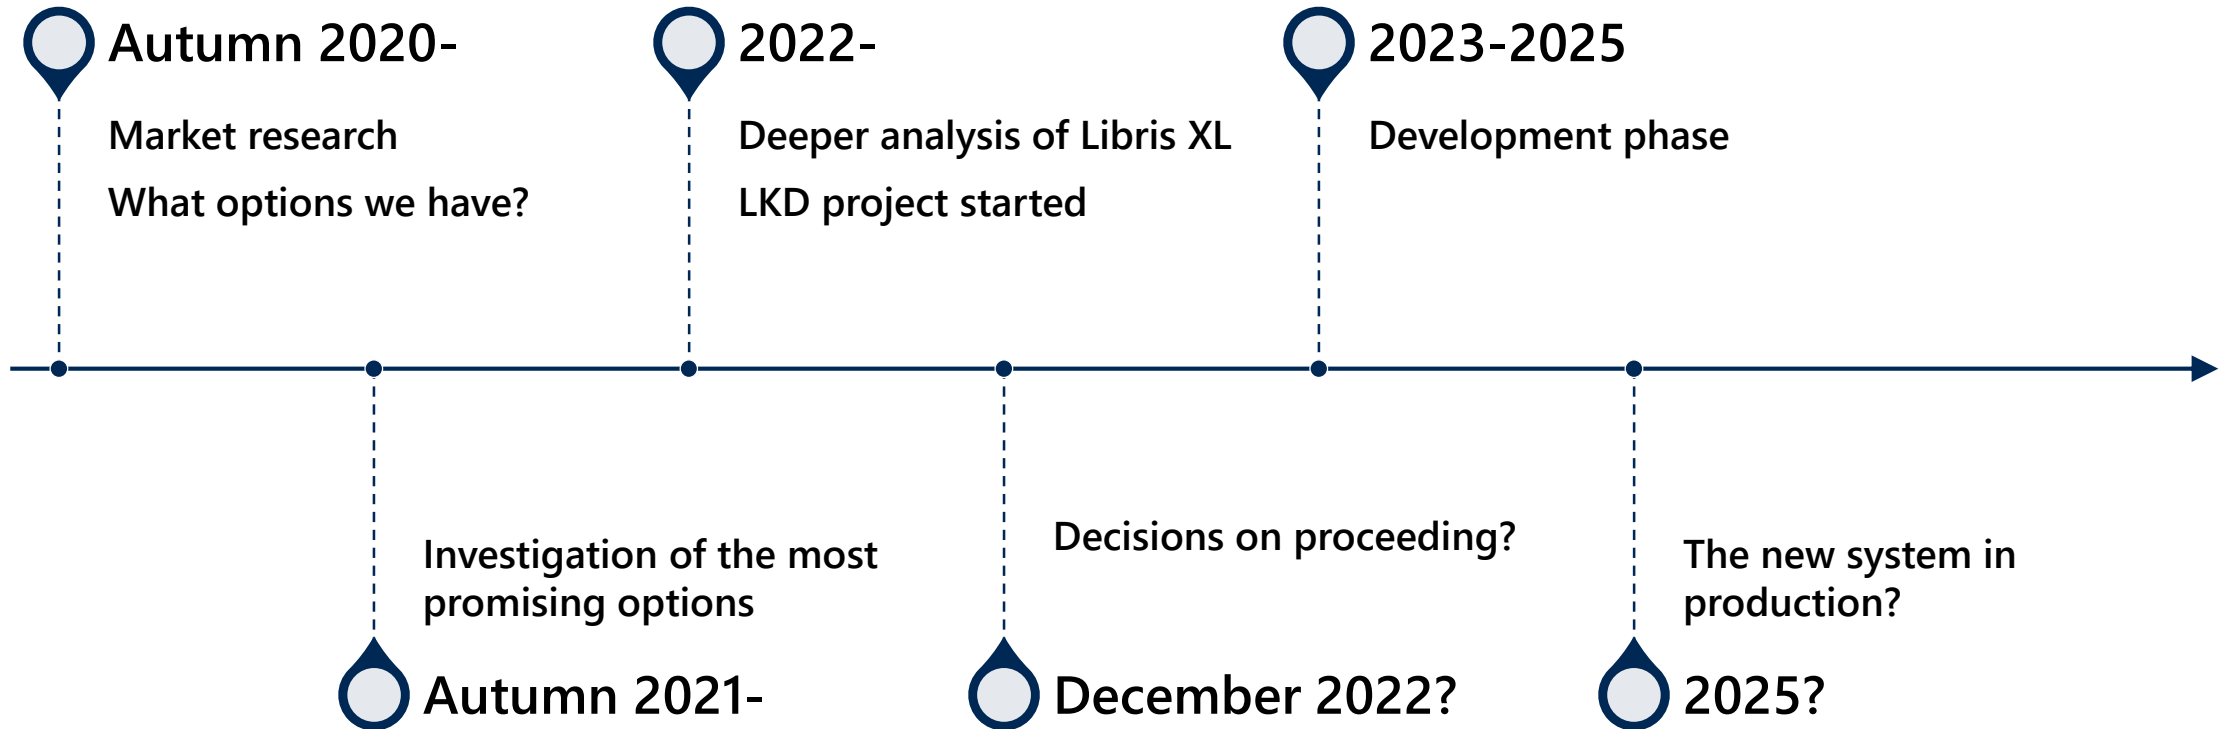 Autumn 2020-
Market research
What options we have?
Investigation of the most
promising options
Autumn 2021-
2022-
Deeper analysis of Libris XL
LKD project started
Decisions on proceeding?
December 2022?
2023-2025
Development phase
The new system in
production?
2025?